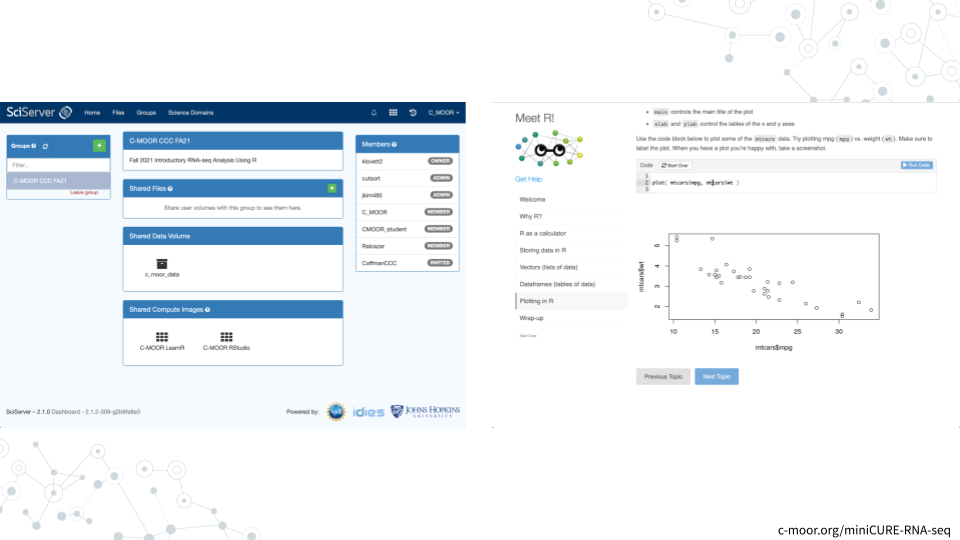 SciServer
Home Files Groups Science Domains
C_MOOR
Groups
Filter...
C-MOOR CCC FA21
Leave group
C-MOOR CCC FA21
Fall 2021 Introductory RNA-seq Analysis Using R
Shared Files
Share user volumes with this group to see them here.
Shared Data Volume
c_moor_data
Shared Compute Images
C-MOOR LearnR C-MOOR RStudio
Members
klovett2 OWNER
cutsort ADMIN
jkim485 ADMIN
C_MOOR MEMBER
CMOOR_student MEMBER
Ralcazar MEMBER
CoffmanCCC INVITED
SciServer – 2.1.0 Dashboard - 2.1.2-309-g2b6fa8e3
Powered by:
idies
JOHNS HOPKINS
UNIVERSITY
Meet R!
Get Help
Welcome
Why R?
R as a calculator
Storing data in R
Vectors (lists of data)
Dataframes (tables of data)
Plotting in R
Wrap-up
Start Over
main controls the main title of the plot
xlab and ylab control the tables of the x and y axes
Use the code block below to plot some of the mtcars data. Try plotting mpg (mpg) vs. weight (wt). Make sure to
label the plot. When you have a plot you're happy with, take a screenshot.
Code Start Over Run Code
1
2 plot( mtcars$mpg, mtcars$wt )
3
mtcars$wt
5
4
3
2
10 15 20 25 30
mtcars$mpg
Previous Topic Next Topic
c-moor.org/miniCURE-RNA-seq